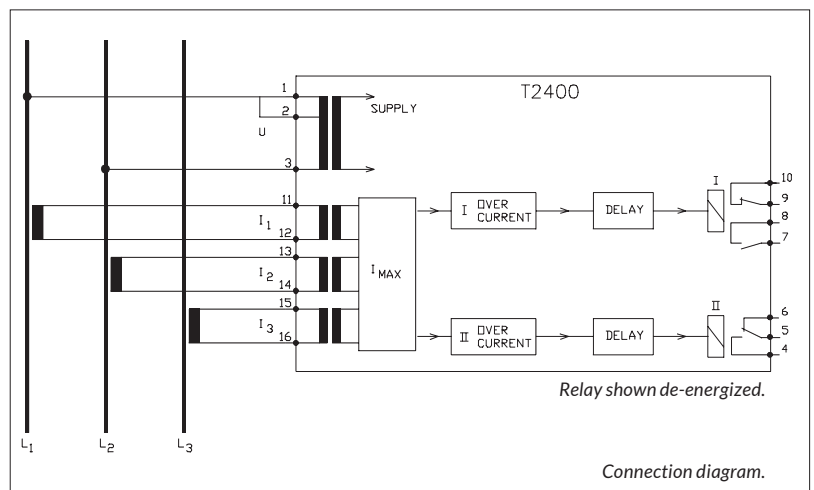 T2400
1
SUPPLY
2
U
3
11
I1
12
13
I2
14
15
I3
16
IMAX
I OVER
CURRENT
DELAY
I
10
9
8
7
II OVER
CURRENT
DELAY
II
6
5
4
Relay shown de-energized.
L1
L2
L3
Connection diagram.